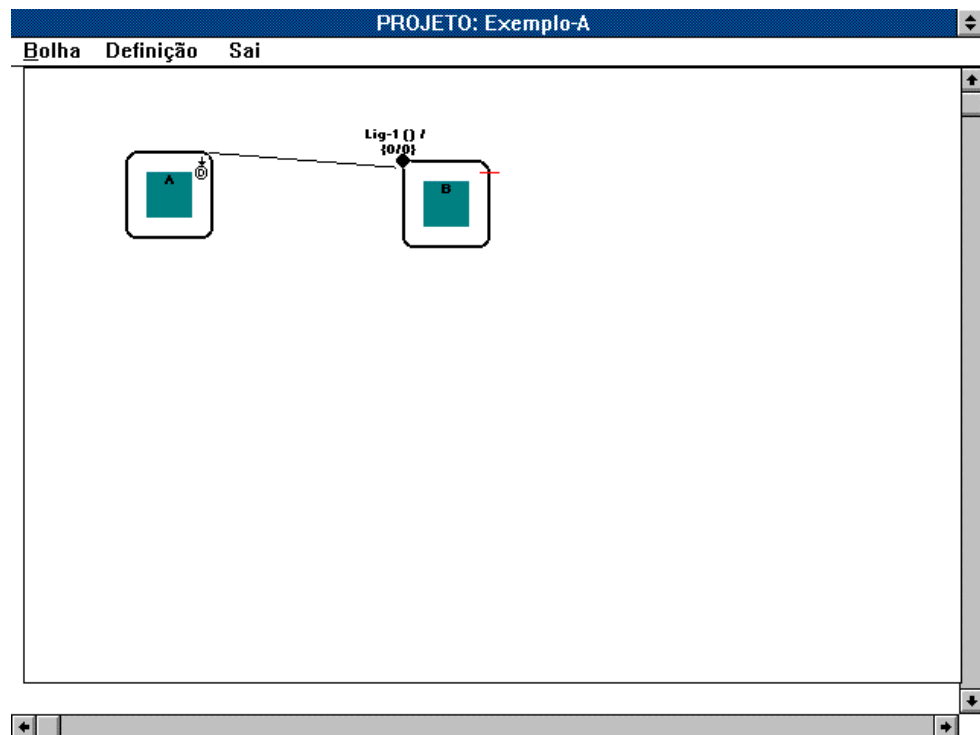 PROJETO: Exemplo-A
Bolha Definição Sai
Lig-1 () /
{0/0}
A
D
B